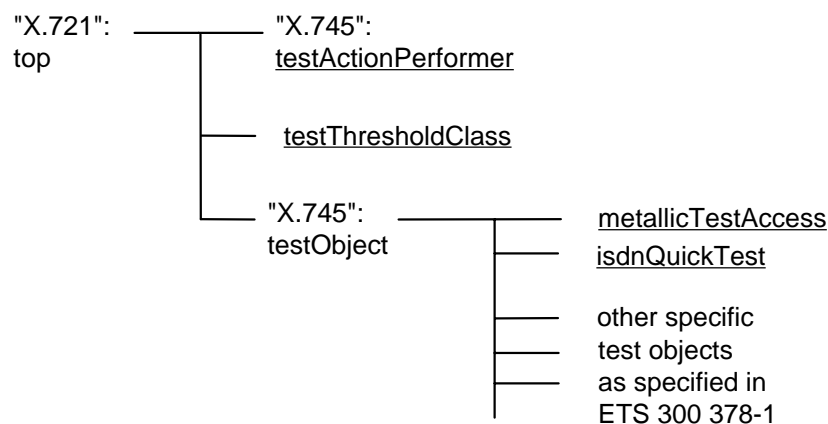 "X.721":
top
"X.745":
testActionPerformer
testThresholdClass
"X.745":
testObject
metallicTestAccess
isdnQuickTest
other specific
test objects
as specified in
ETS 300 378-1